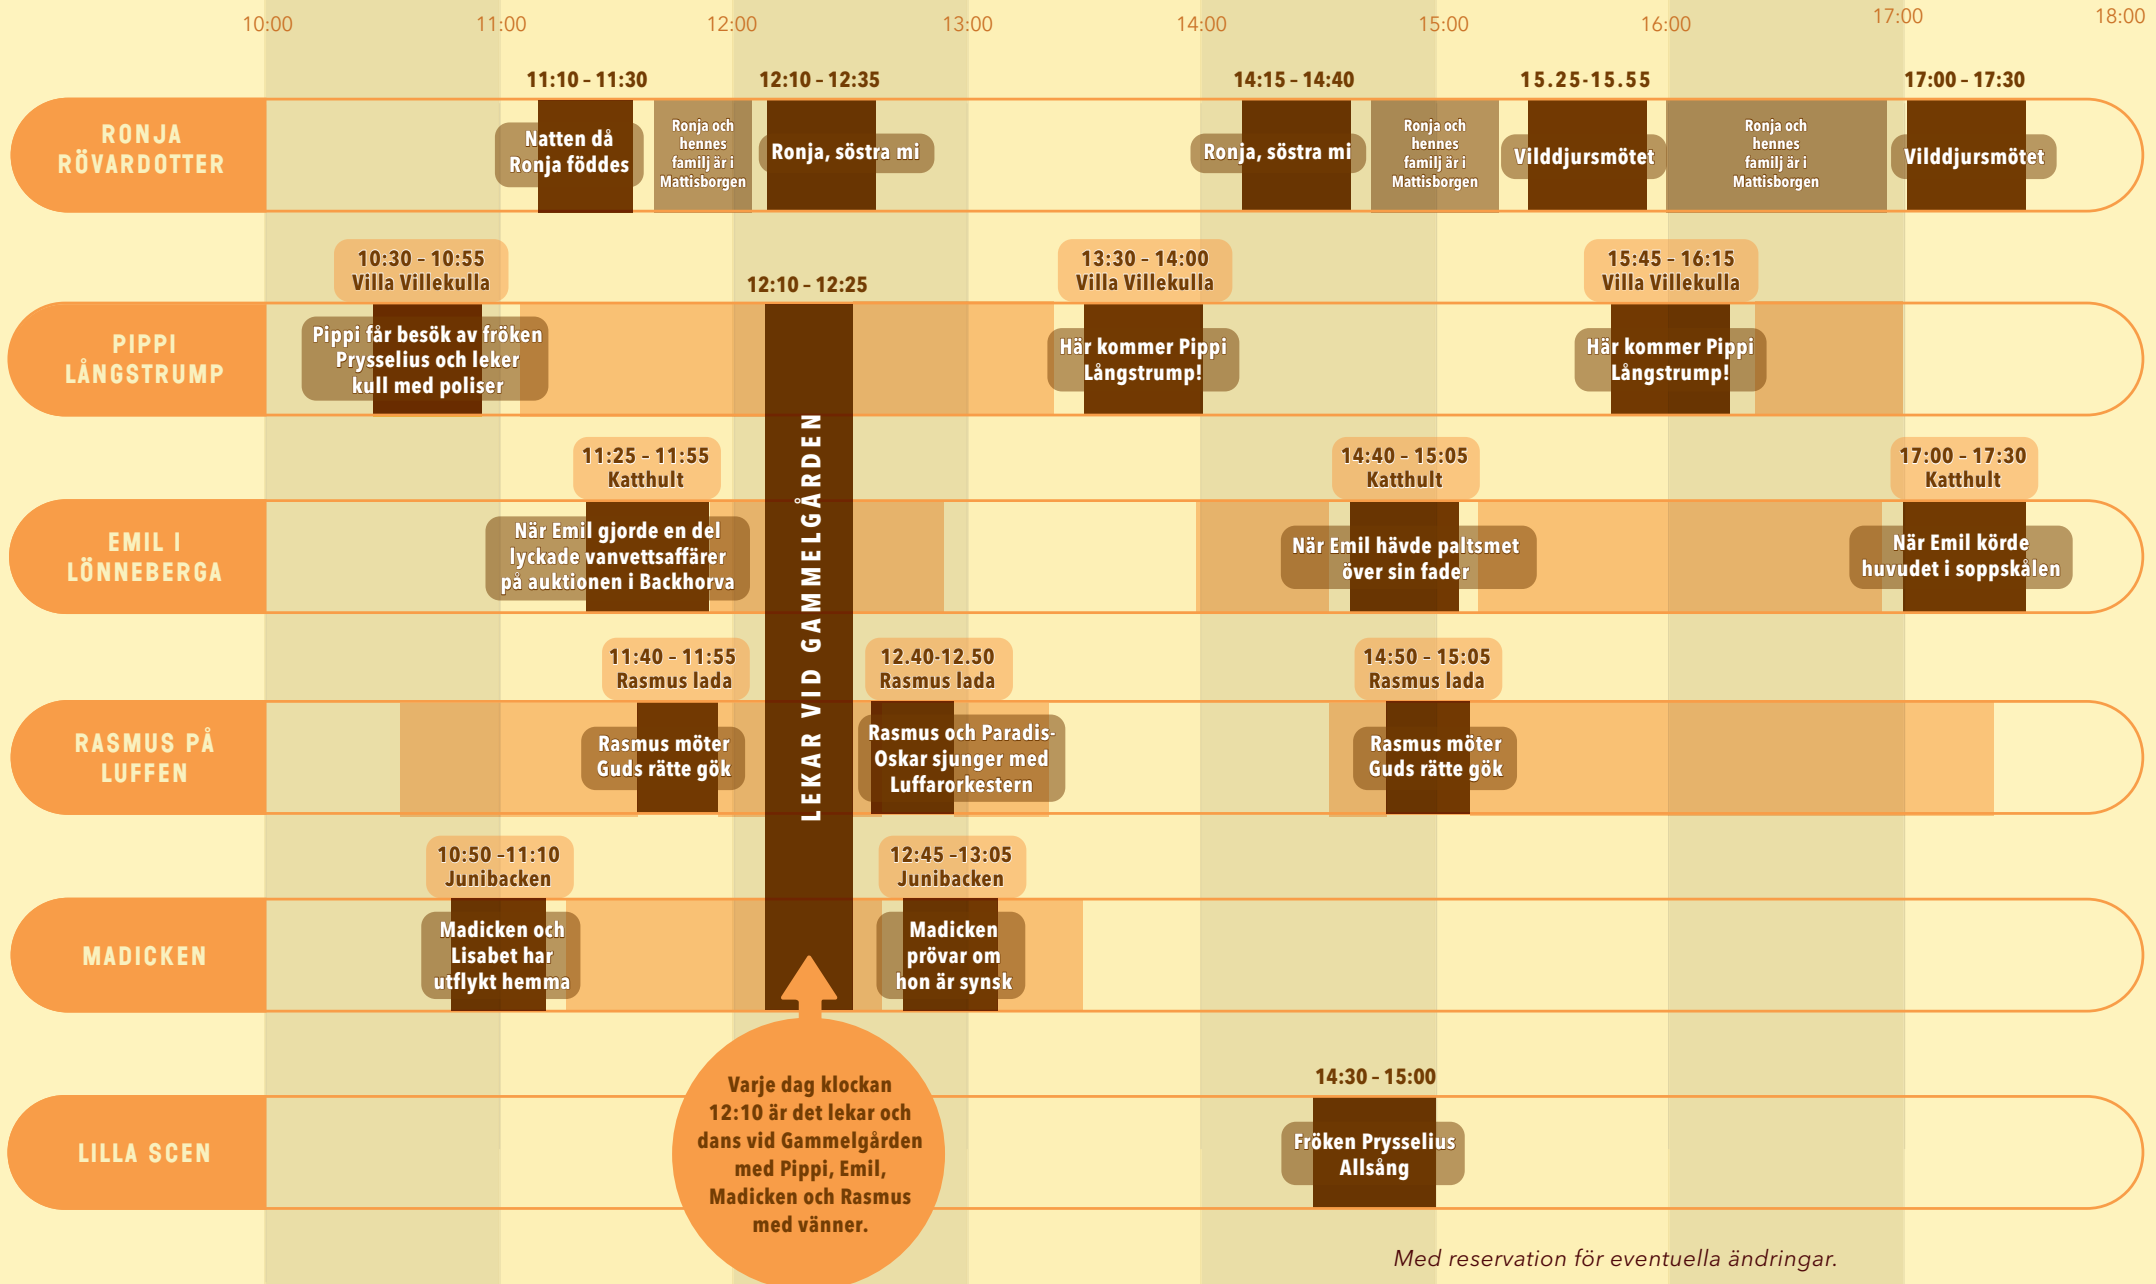 10:00
11:00
12:00
13:00
14:00
15:00
16:00
17:00
18:00
RONJA
RÖVARDOTTER
11:10 – 11:30
Natten då
Ronja föddes
Ronja och
hennes
familj är i
Mattisborgen
12:10 – 12:35
Ronja, söstra mi
14:15 – 14:40
Ronja, söstra mi
Ronja och
hennes
familj är i
Mattisborgen
15.25-15.55
Vilddjursmötet
Ronja och
hennes
familj är i
Mattisborgen
17:00 – 17:30
Vilddjursmötet
PIPPI
LÅNGSTRUMP
10:30 – 10:55
Villa Villekulla
Pippi får besök av fröken
Prysselius och leker
kull med poliser
12:10 – 12:25
LEKAR VID GAMMELGÅRDEN
13:30 – 14:00
Villa Villekulla
Här kommer Pippi
Långstrump!
15:45 – 16:15
Villa Villekulla
Här kommer Pippi
Långstrump!
EMIL I
LÖNNEBERGA
11:25 – 11:55
Katthult
När Emil gjorde en del
lyckade vanvettsaffärer
på auktionen i Backhorva
14:40 – 15:05
Katthult
När Emil hävde paltsmet
över sin fader
17:00 – 17:30
Katthult
När Emil körde
huvudet i soppskålen
RASMUS PÅ
LUFFEN
11:40 – 11:55
Rasmus lada
Rasmus möter
Guds rätte gök
12.40-12.50
Rasmus lada
Rasmus och Paradis-
Oskar sjunger med
Luffarorkestern
14:50 – 15:05
Rasmus lada
Rasmus möter
Guds rätte gök
MADICKEN
10:50 –11:10
Junibacken
Madicken och
Lisabet har
utflykt hemma
12:45 –13:05
Junibacken
Madicken
prövar om
hon är synsk
Varje dag klockan
12:10 är det lekar och
dans vid Gammelgården
med Pippi, Emil,
Madicken och Rasmus
med vänner.
LILLA SCEN
14:30 – 15:00
Fröken Prysselius
Allsång
Med reservation för eventuella ändringar.